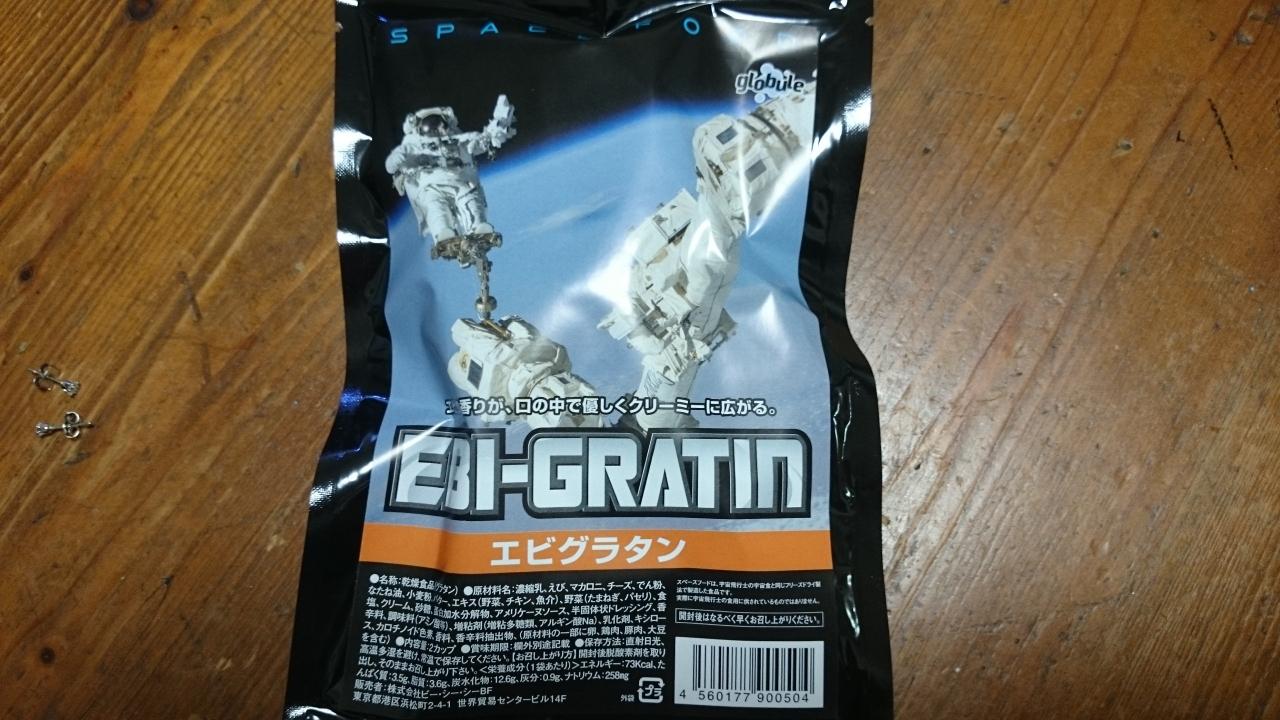 SPACE FOOD
globule
香りが、口の中で優しくクリーミーに広がる。
EBI-GRATIN
エビグラタン
●名称:乾燥食品(グラタン) ●原材料名:濃縮乳、えび、マカロニ、チーズ、でん粉、
なたね油、小麦粉、バター、エキス(野菜、チキン、魚介)、野菜(たまねぎ、パセリ)、食
塩、クリーム、砂糖、蛋白加水分解物、アメリケーヌソース、半固体状ドレッシング、香
辛料、調味料(アミノ酸等)、増粘剤(増粘多糖類、アルギン酸Na)、乳化剤、キシロー
ス、カロチノイド色素、香料、香辛料抽出物、(原材料の一部に卵、鶏肉、豚肉、大豆
を含む) ●内容量:2カップ ●賞味期限:欄外別途記載 ●保存方法:直射日光、
高温多湿を避け、常温で保存してください。【お召し上がり方】開封後脱酸素剤を取り
出し、そのままお召し上がり下さい。<栄養成分(1袋あたり)>エネルギー:73Kcal、た
んぱく質:3.5g、脂質:3.6g、炭水化物:12.6g、灰分:0.9g、ナトリウム:258mg
販売者:株式会社ビー・シー・シーBF
東京都港区浜松町2-4-1 世界貿易センタービル14F
外袋
プラ
スペースフードは、宇宙飛行士の宇宙食と同じフリーズドライ製
法で製造した食品です。
実際に宇宙飛行士の食用に供されているものではありません。
開封後はなるべく早くお召し上がりください。
4 560177 900504